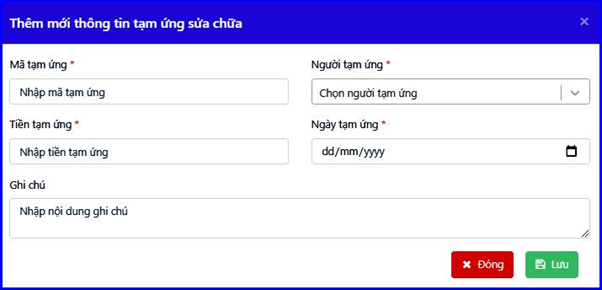 Thêm mới thông tin tạm ứng sửa chữa ×
Mã tạm ứng * Người tạm ứng *
Nhập mã tạm ứng Chọn người tạm ứng
Tiền tạm ứng * Ngày tạm ứng *
Nhập tiền tạm ứng dd/mm/yyyy
Ghi chú
Nhập nội dung ghi chú
Đóng Lưu